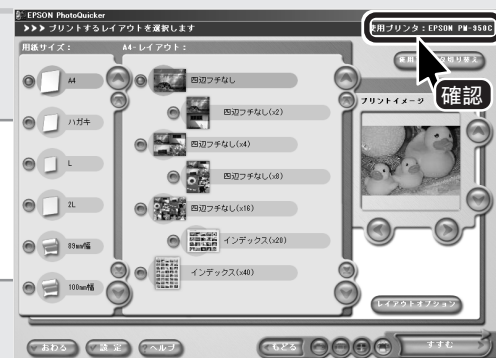 EPSON PhotoQuicker
>>> プリントするレイアウトを選択します
使用プリンタ:EPSON PM-950C
用紙サイズ:
A4-レイアウト:
切り替え
確認
A4
ハガキ
L
2L
89mm幅
100mm幅
四辺フチなし
四辺フチなし(x2)
四辺フチなし(x4)
四辺フチなし(x8)
四辺フチなし(x16)
インデックス(x20)
インデックス(x40)
プリントイメージ
レイアウトオプション
おわる
設 定
ヘルプ
もどる
すすむ